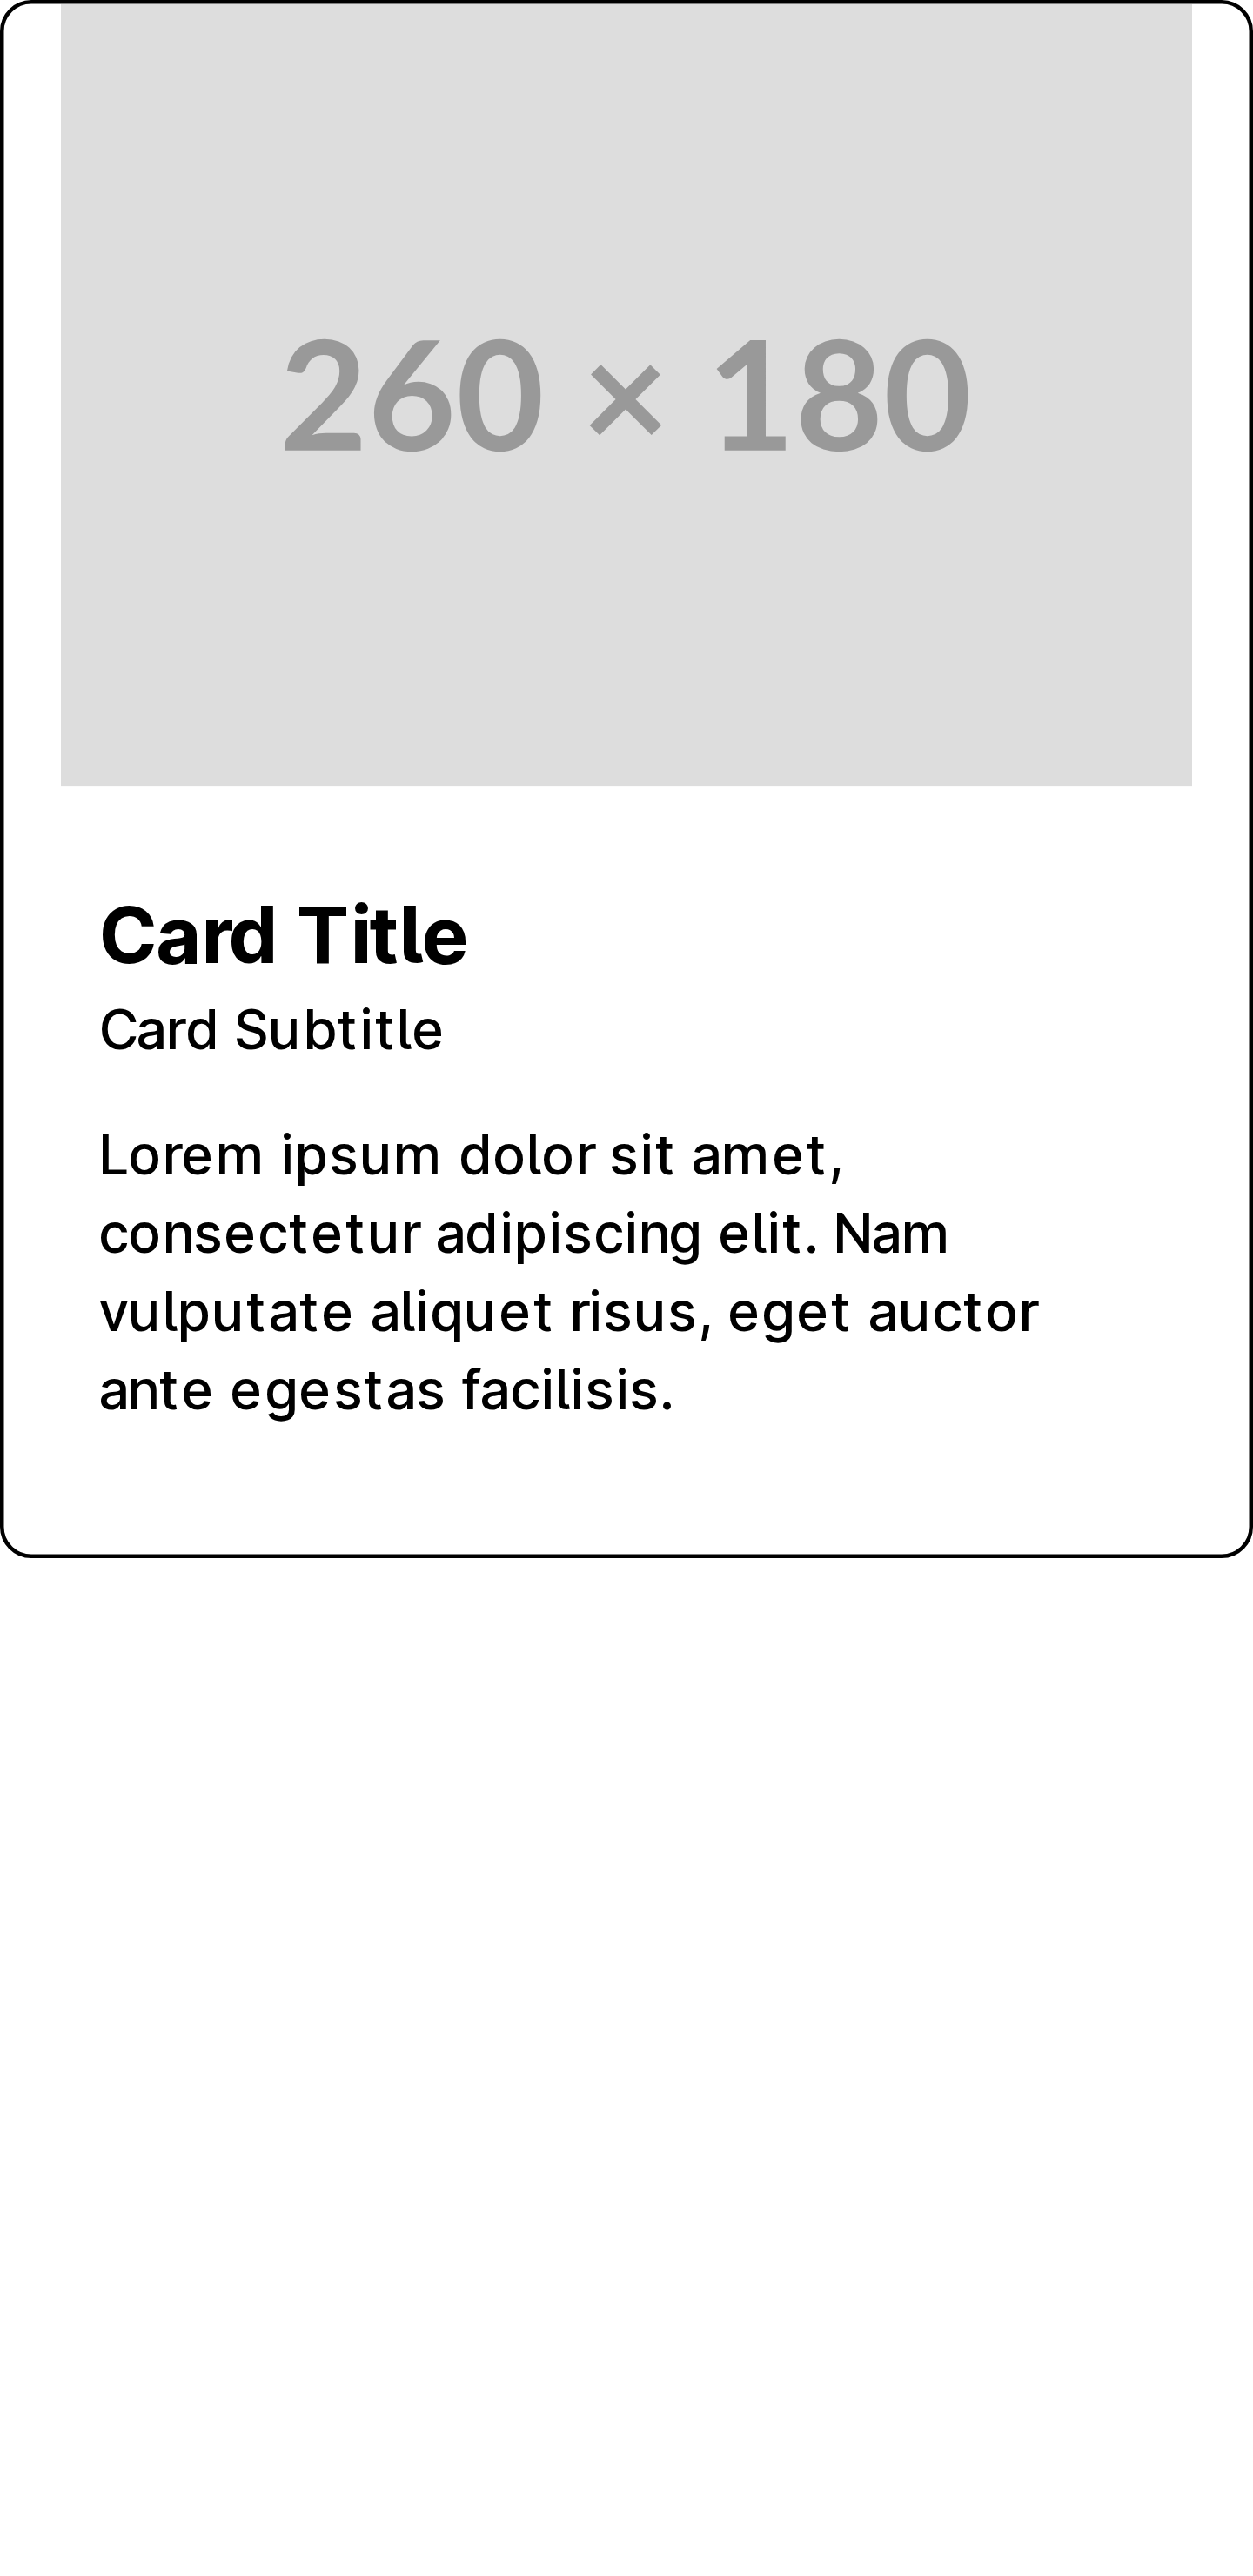 260 × 180
Card Title
Card Subtitle
Lorem ipsum dolor sit amet,
consectetur adipiscing elit. Nam
vulputate aliquet risus, eget auctor
ante egestas facilisis.